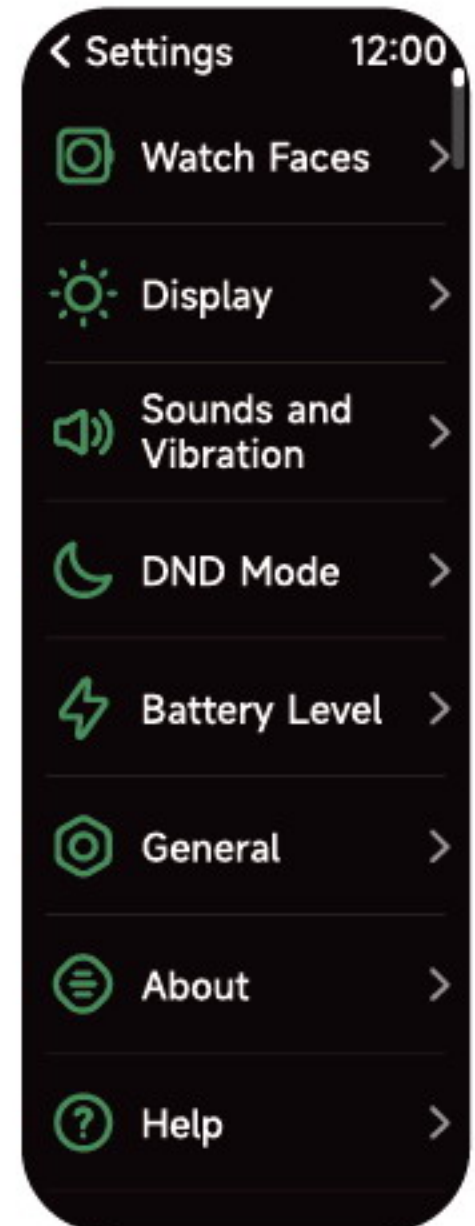 Settings 12:00
Watch Faces
Display
Sounds and
Vibration
DND Mode
Battery Level
General
About
Help